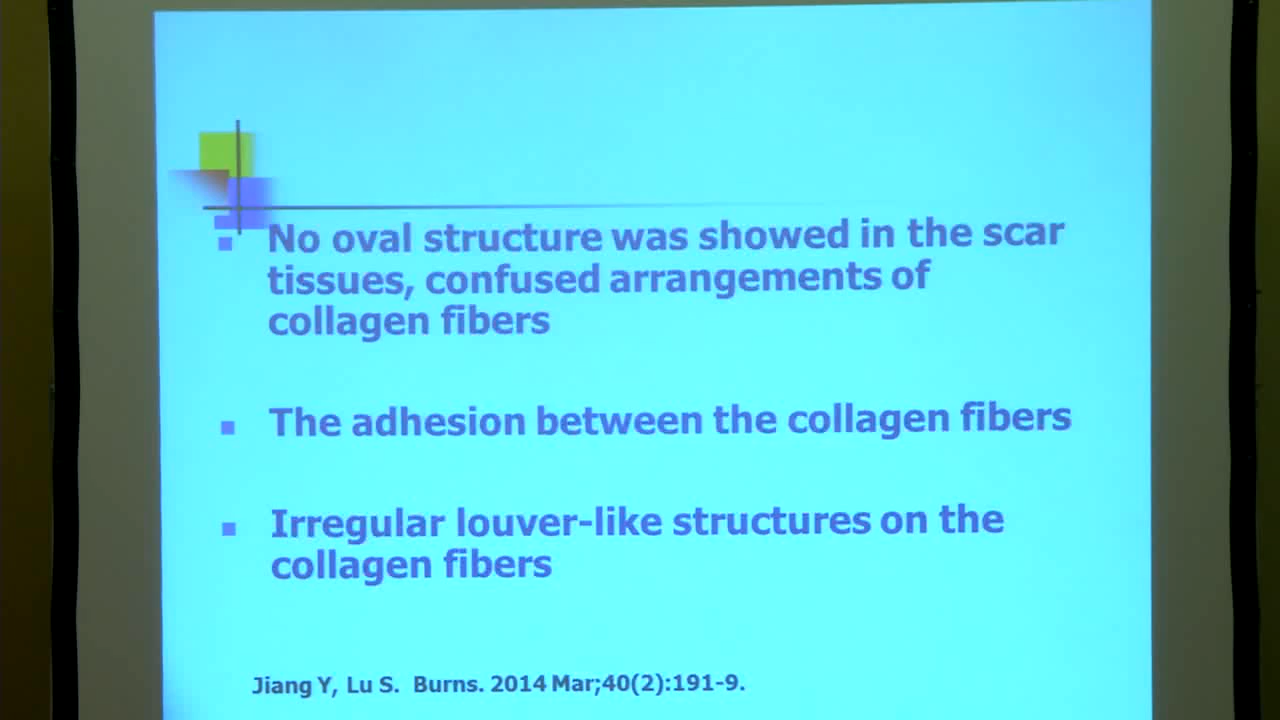 No oval structure was showed in the scar
tissues, confused arrangements of
collagen fibers
The adhesion between the collagen fibers
Irregular louver-like structures on the
collagen fibers
Jiang Y, Lu S. Burns. 2014 Mar;40(2):191-9.